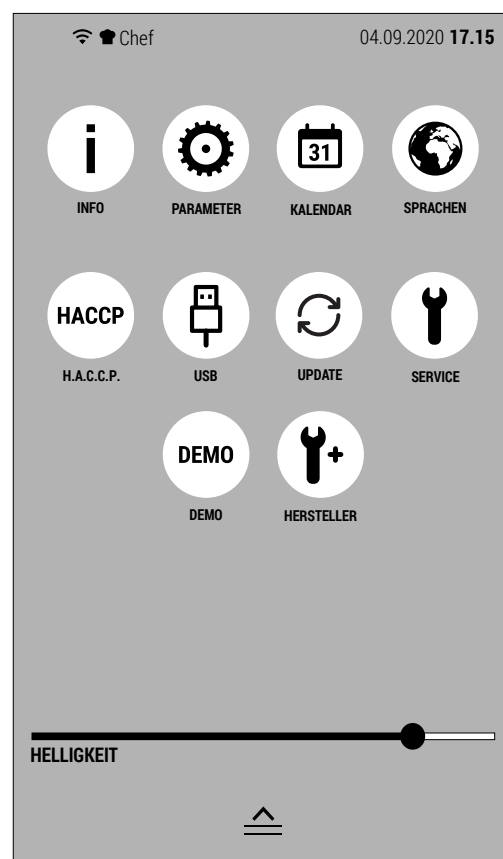 Chef 04.09.2020 17.15
i 31
INFO PARAMETER KALENDAR SPRACHEN
HACCP
H.A.C.C.P. USB UPDATE SERVICE
DEMO
DEMO HERSTELLER
HELLIGKEIT